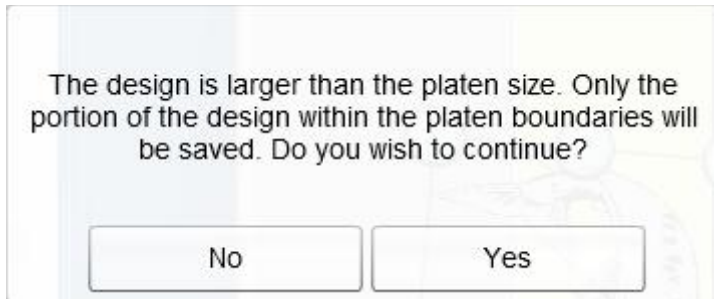 The design is larger than the platen size. Only the
portion of the design within the platen boundaries will
be saved. Do you wish to continue?
No
Yes